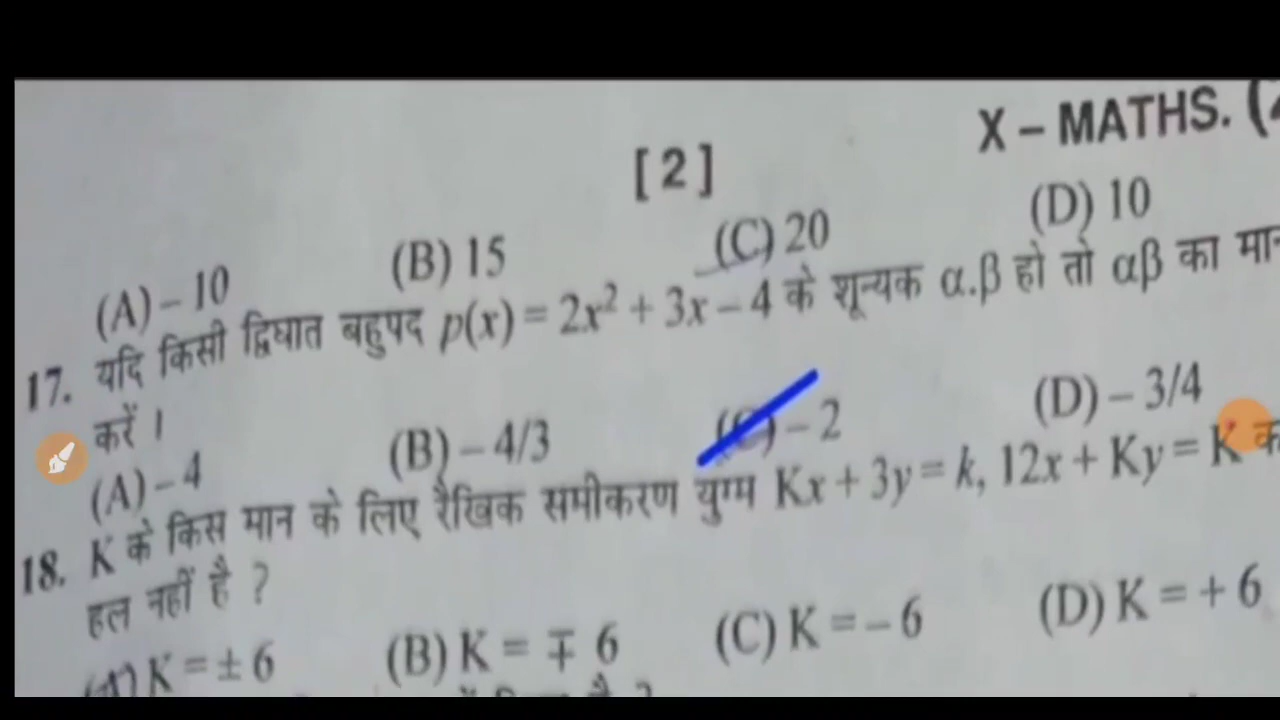 X – MATHS. (2
[ 2 ]
(A) – 10 (B) 15 (C) 20 (D) 10
17. यदि किसी द्विघात बहुपद p(x) = 2x² + 3x – 4 के शून्यक α.β हो तो αβ का मान
करें ।
(A) – 4 (B) – 4/3 (C) – 2 (D) – 3/4
18. K के किस मान के लिए रैखिक समीकरण युग्म Kx + 3y = k, 12x + Ky = K
हल नहीं है ?
(A) K = ± 6 (B) K = ∓ 6 (C) K = – 6 (D) K = + 6